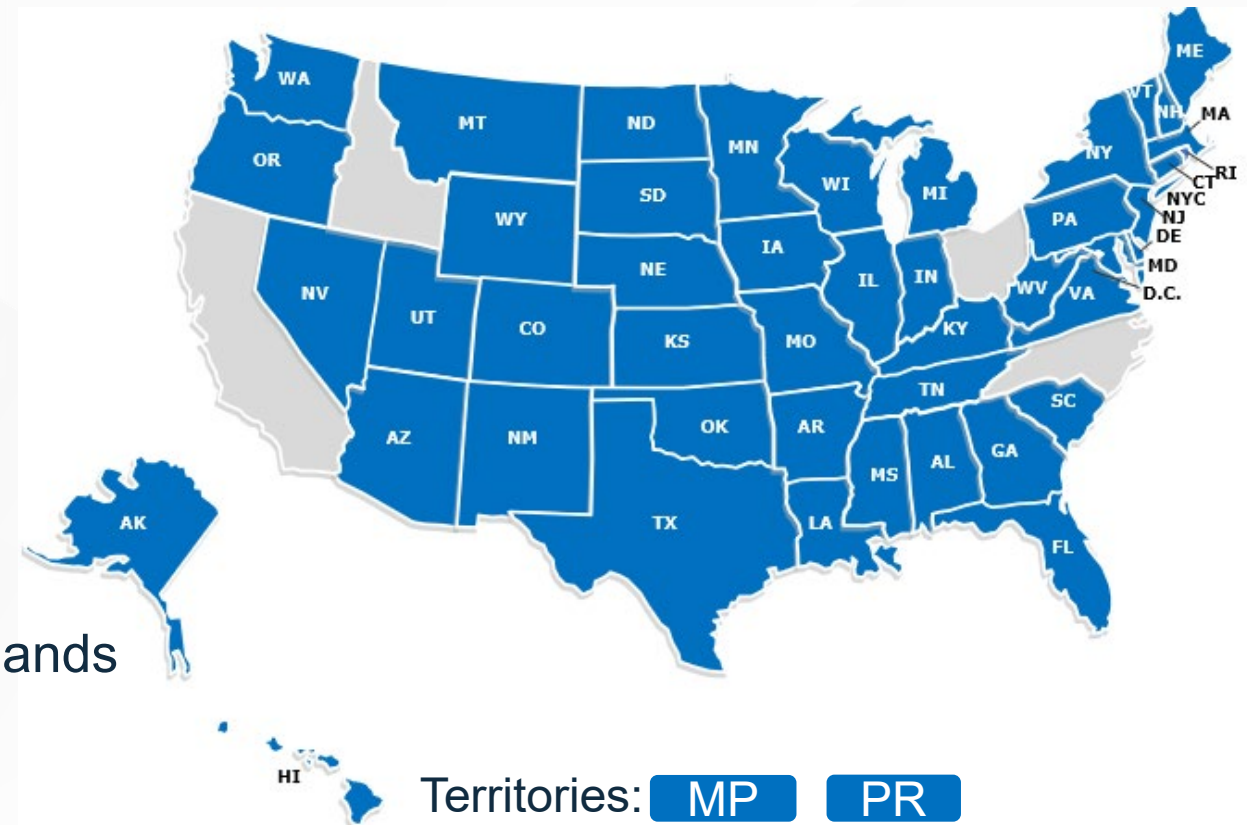 ME
WA
VT
MT
ND
NH
MA
MN
OR
NY
RI
WI
CT
SD
MI
NYC
WY
PA
NJ
DE
IA
MD
NE
IL
IN
WV
VA
D.C.
NV
UT
CO
KY
KS
MO
TN
SC
OK
AR
AZ
NM
GA
AL
MS
AK
TX
LA
FL
ands
HI
Territories: MP PR